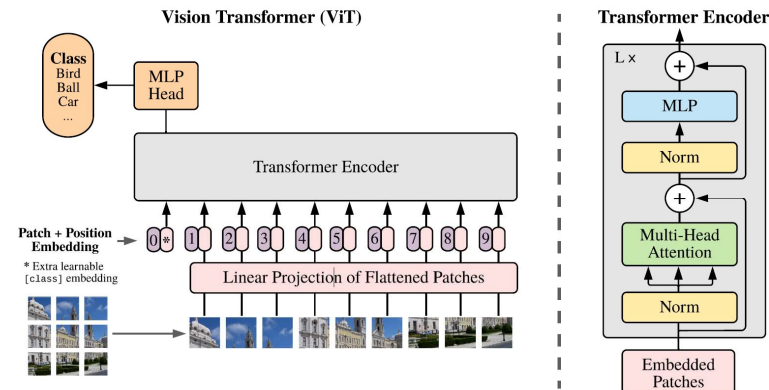 Vision Transformer (ViT)
Class
Bird
Ball
Car
...
MLP
Head
Transformer Encoder
Patch + Position
Embedding
0 * 1 2 3 4 5 6 7 8 9
* Extra learnable
[class] embedding
Linear Projection of Flattened Patches
Transformer Encoder
L x
+
MLP
Norm
+
Multi-Head
Attention
Norm
Embedded
Patches